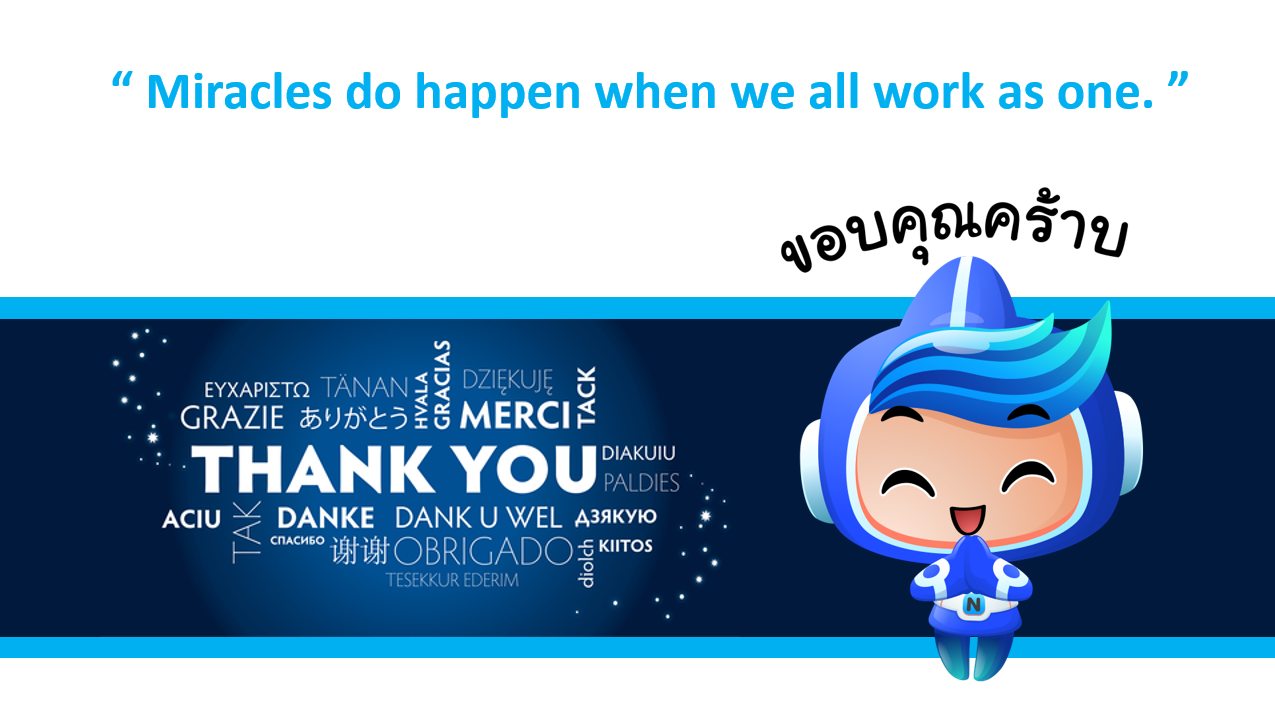 “ Miracles do happen when we all work as one. ”
ขอบคุณคร้าบ
ΕΥΧΑΡΙΣΤΩ
TÄNAN
HVALA
GRACIAS
DZIĘKUJĘ
TACK
GRAZIE
ありがとう
MERCI
THANK YOU
DIAKUIU
PALDIES
ACIU
TAK
DANKE
DANK U WEL
ДЗЯКУЮ
СПАСИБО
谢谢
OBRIGADO
diolch
KIITOS
TESEKKUR EDERIM
N